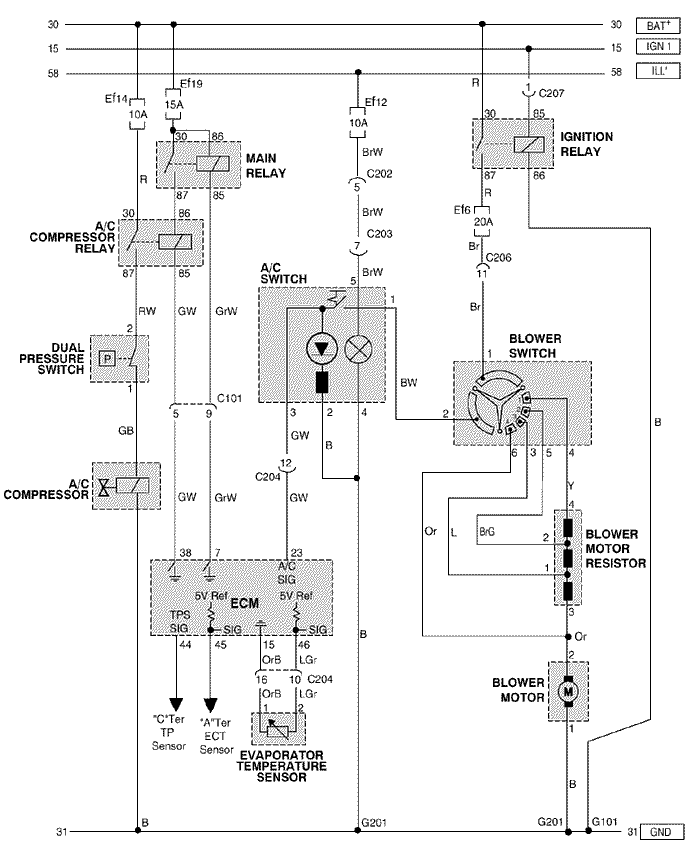 30 30 BAT+
15 15 IGN 1
58 58 ILL'
Ef14
10A
Ef19
15A
Ef12
10A
R
1 C207
30 86
MAIN
RELAY
87 85
30 85
IGNITION
RELAY
87 86
BrW
5 C202
BrW
7 C203
BrW
R
R
Ef6
20A
Br
C206
11
Br
30 86
A/C
COMPRESSOR
RELAY
87 85
A/C
SWITCH
5
1
3 2 4
RW
GW
GrW
2
DUAL
PRESSURE
SWITCH
P
1
BLOWER
SWITCH
1
2
6 3 5 4
BW
C101
5 9
GB
GW
B
12
C204
GW
A/C
COMPRESSOR
GW
GrW
B
Y
Or
L
BrG
4
2
1
3
BLOWER
MOTOR
RESISTOR
38 7 23
A/C
SIG
5V Ref
ECM
5V Ref
TPS
SIG
SIG
SIG
44 45 15 46
OrB LGr
16 10 C204
OrB LGr
1 2
"C"Ter
TP
Sensor
"A"Ter
ECT
Sensor
EVAPORATOR
TEMPERATURE
SENSOR
B
Or
2
BLOWER
MOTOR
M
1
B
31 B G201 G201 G101 31 GND